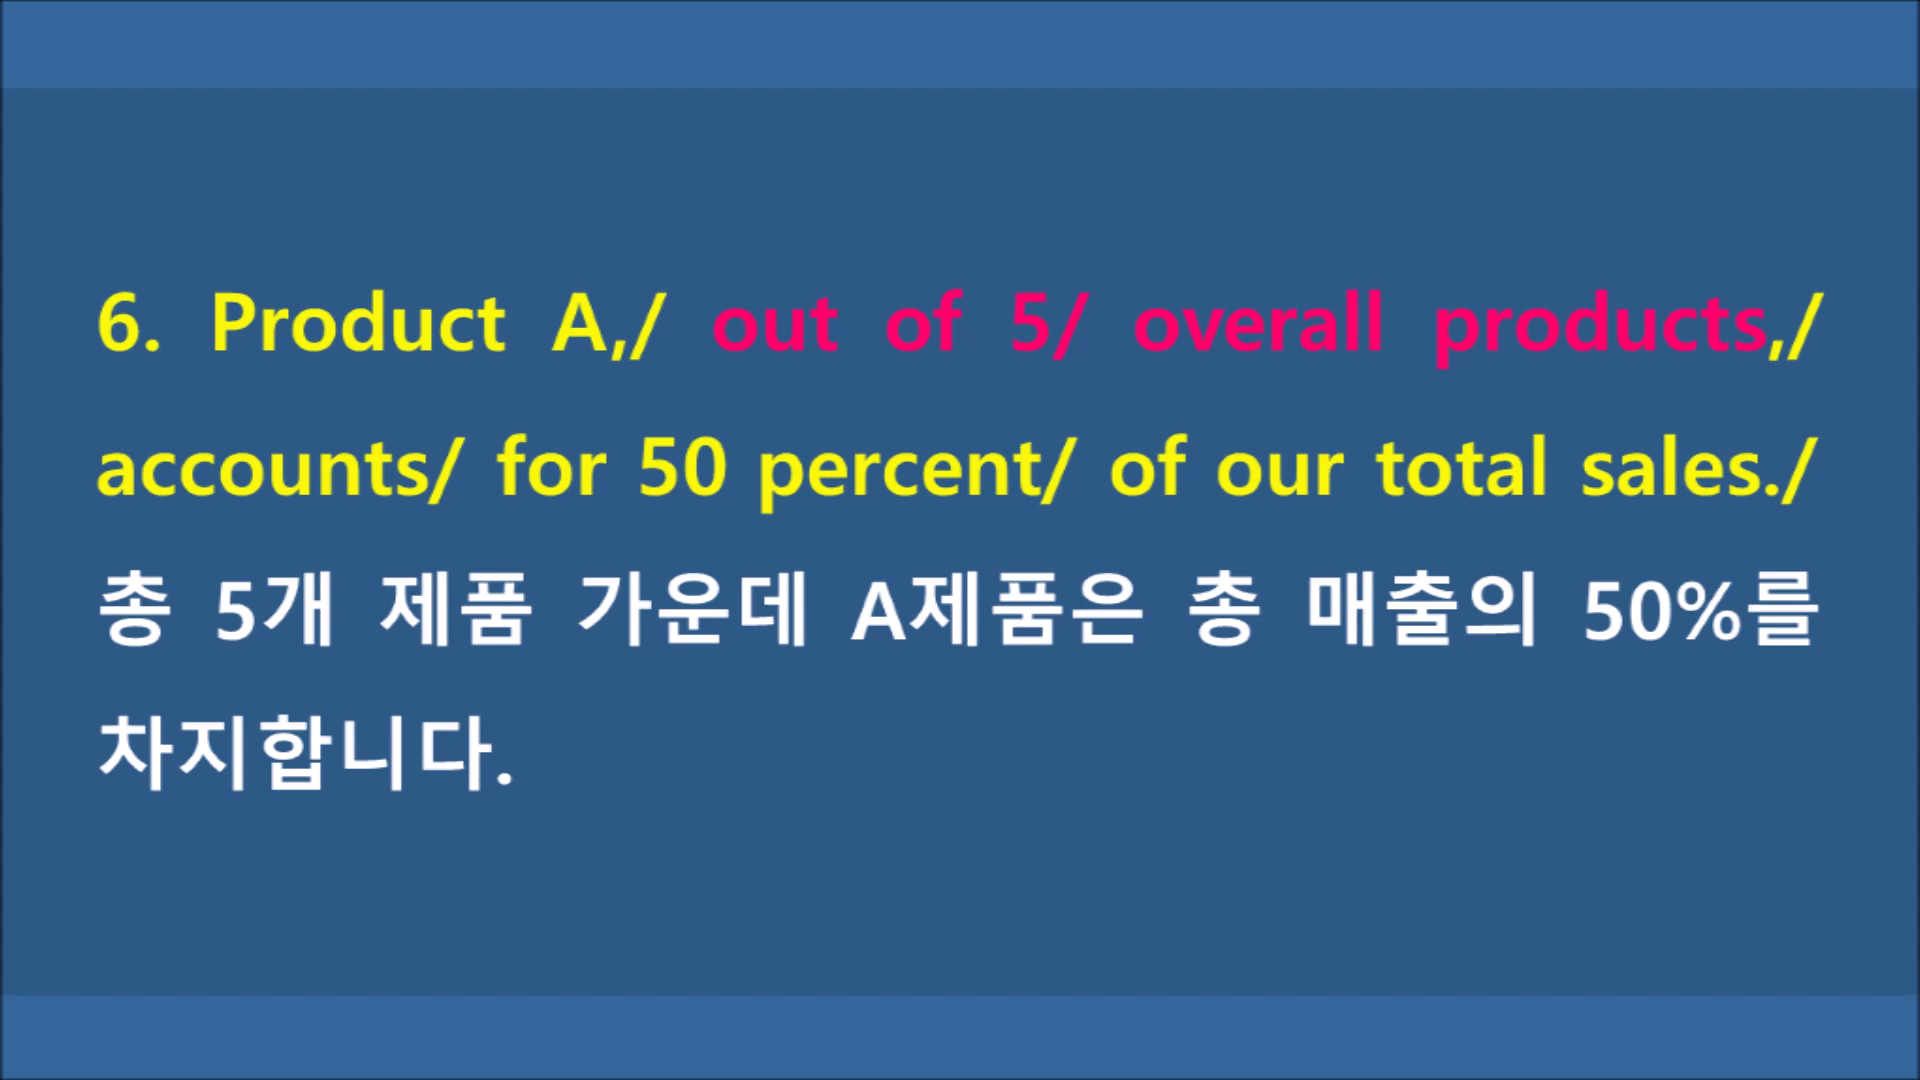 6. Product A,/ out of 5/ overall products,/
accounts/ for 50 percent/ of our total sales./
총 5개 제품 가운데 A제품은 총 매출의 50%를
차지합니다.